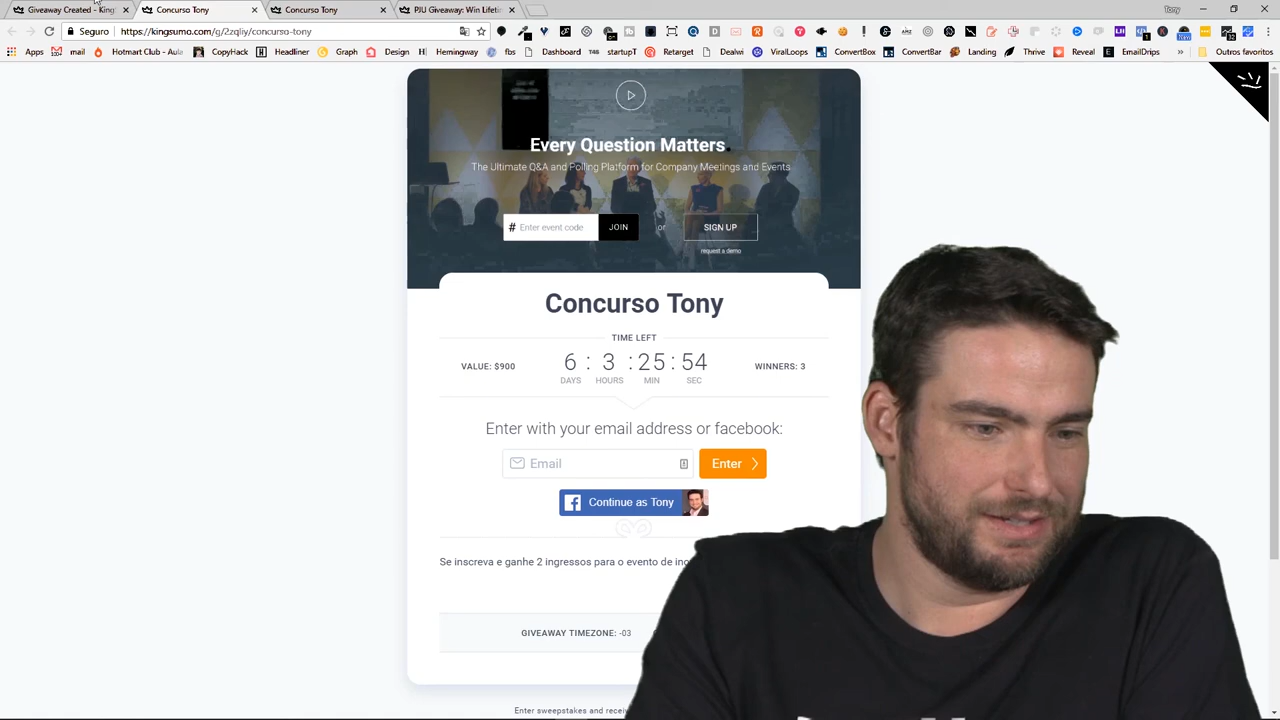 Giveaway Created - King
Concurso Tony
Concurso Tony
PJU Giveaway: Win Lifeti
Tony
Seguro
https://kingsumo.com/g/2zqliy/concurso-tony
Apps
mail
Hotmart Club - Aula
CopyHack
Headliner
Graph
Design
Hemingway
fbs
Dashboard
startupT
Retarget
Dealwi
ViralLoops
ConvertBox
ConvertBar
Landing
Thrive
Reveal
EmailDrips
»
Outros favoritos
Every Question Matters.
The Ultimate Q&A and Polling Platform for Company Meetings and Events
# Enter event code
JOIN
or
SIGN UP
request a demo
Concurso Tony
TIME LEFT
VALUE: $900
6 : 3 : 25 : 54
WINNERS: 3
DAYS HOURS MIN SEC
Enter with your email address or facebook:
Email
Enter
Continue as Tony
Se inscreva e ganhe 2 ingressos para o evento de
GIVEAWAY TIMEZONE: -03
Enter sweepstakes and